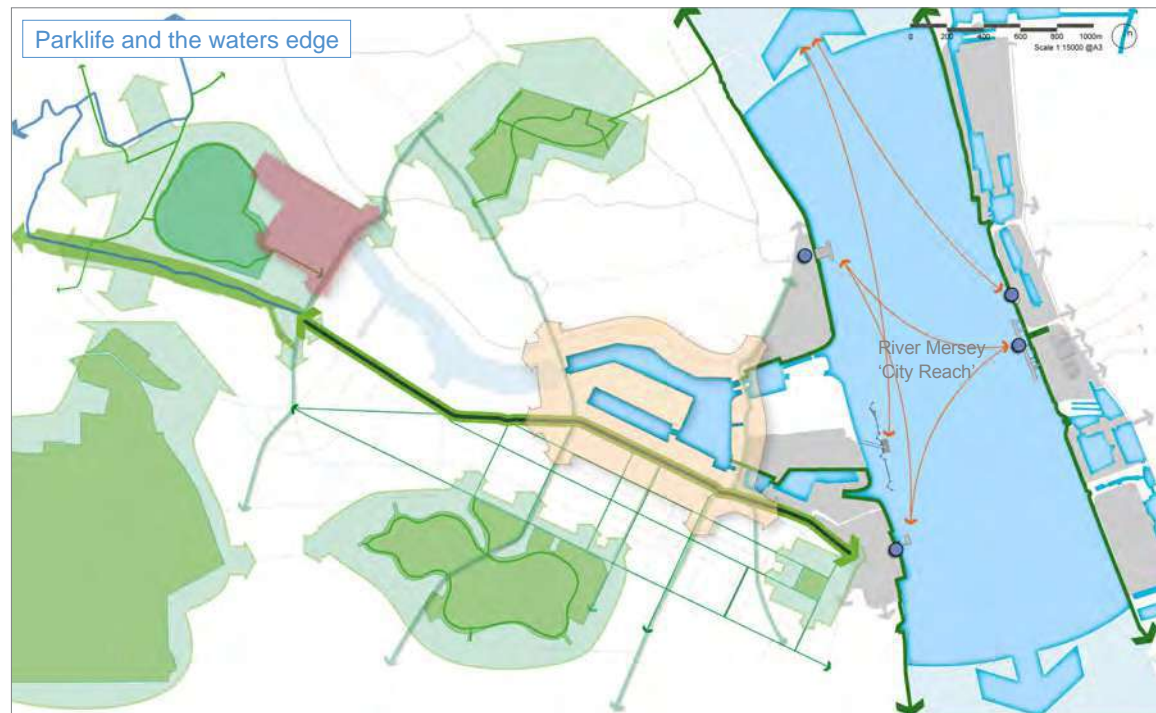 Parklife and the waters edge
0 200 400 600 800 1000m
Scale 1:15000 @A3
River Mersey
'City Reach'